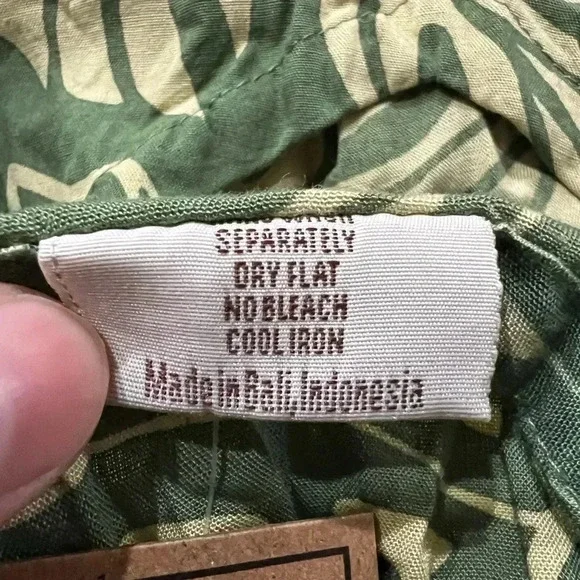 SEPARATELY
DRY FLAT
NO BLEACH
COOL IRON
Made in Bali, Indonesia